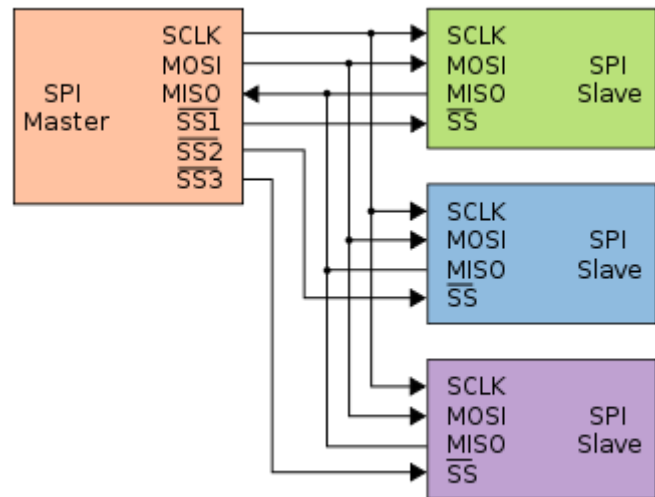 SCLK
MOSI
MISO
SS1
SS2
SS3
SPI
Master
SCLK
MOSI
MISO
SS
SPI
Slave
SCLK
MOSI
MISO
SS
SPI
Slave
SCLK
MOSI
MISO
SS
SPI
Slave